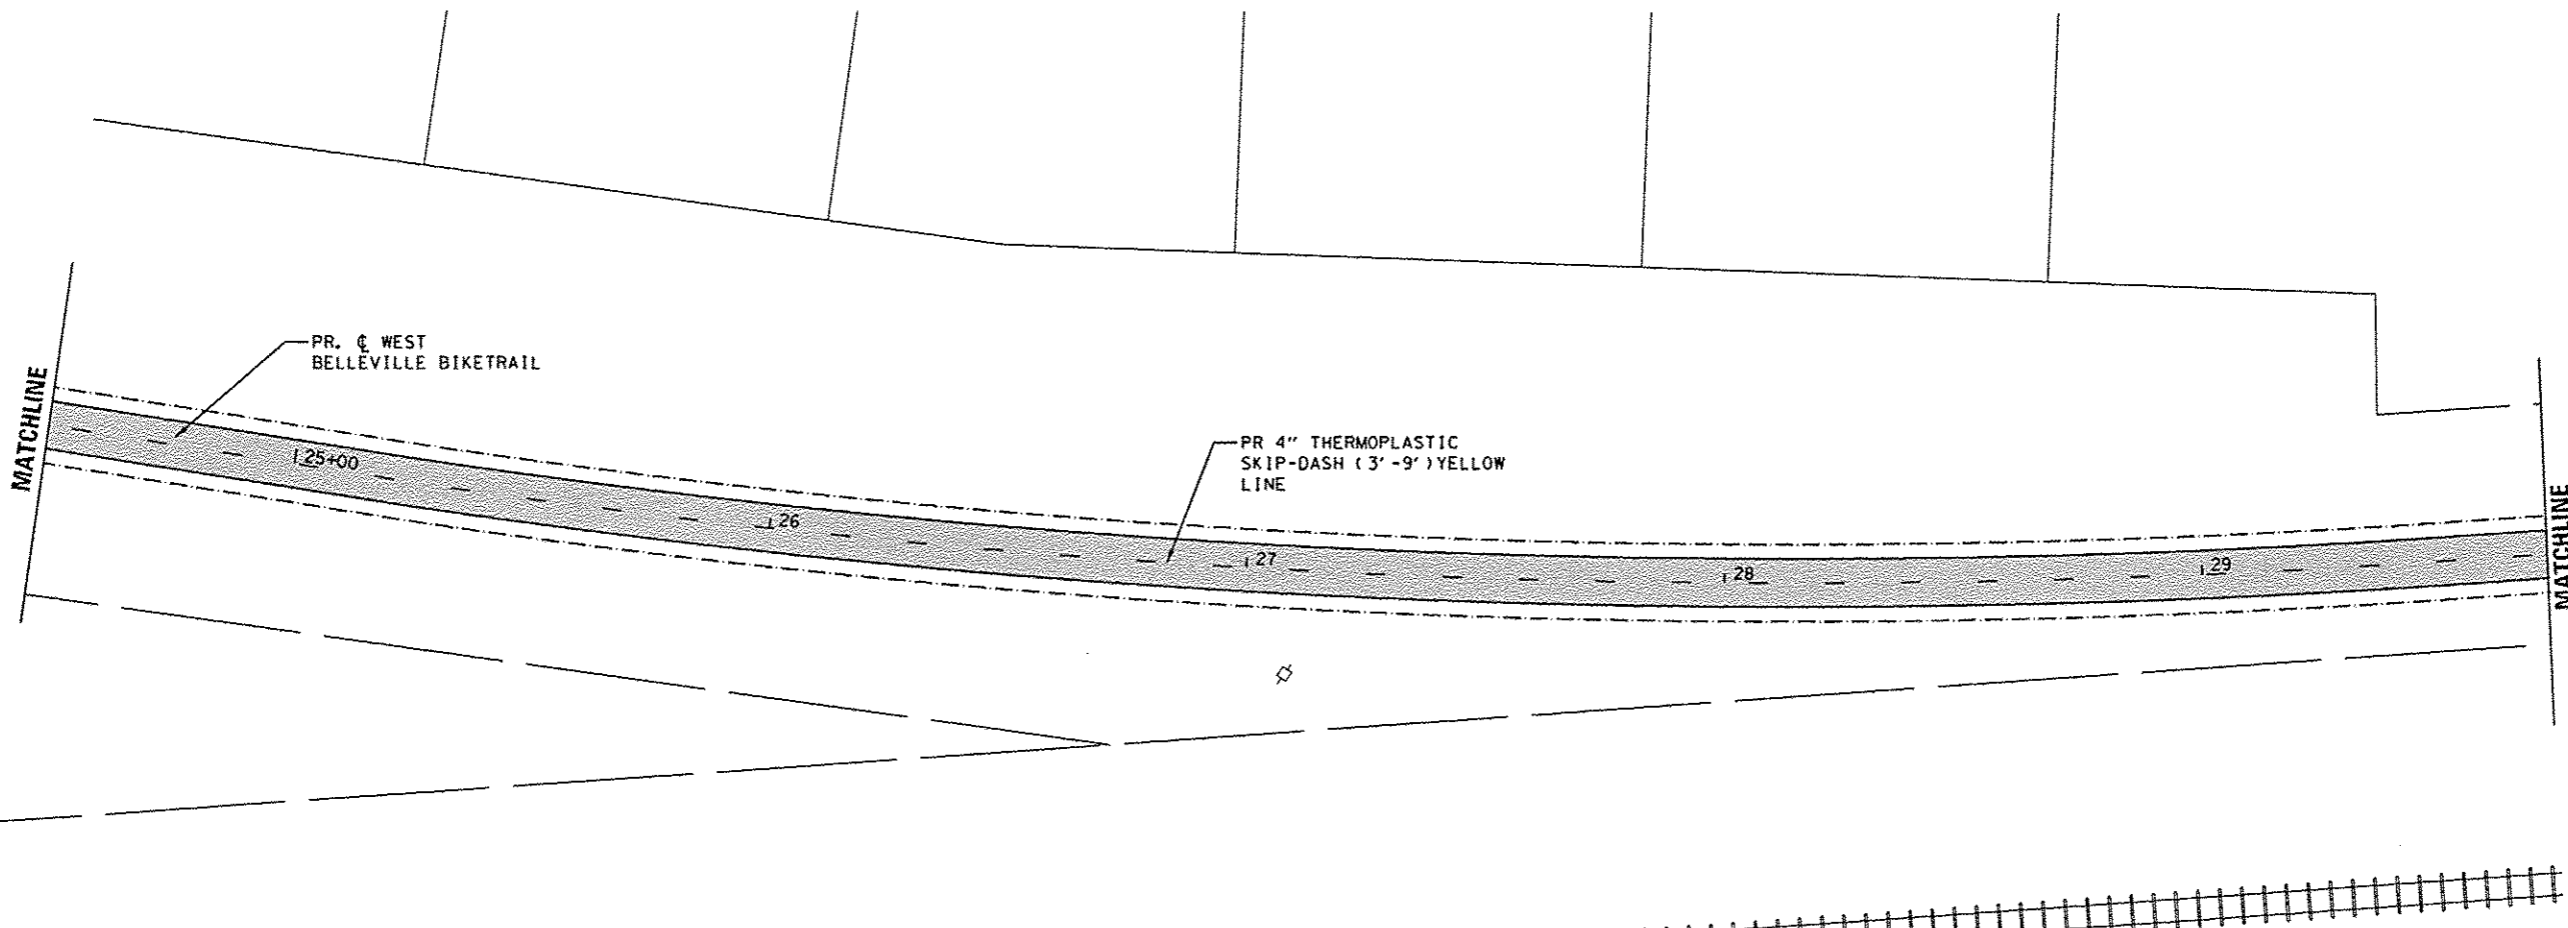 PR. ℄ WEST
BELLEVILLE BIKETRAIL
MATCHLINE
25+00
PR 4" THERMOPLASTIC
SKIP-DASH (3'-9') YELLOW
LINE
26
27
28
29
MATCHLINE